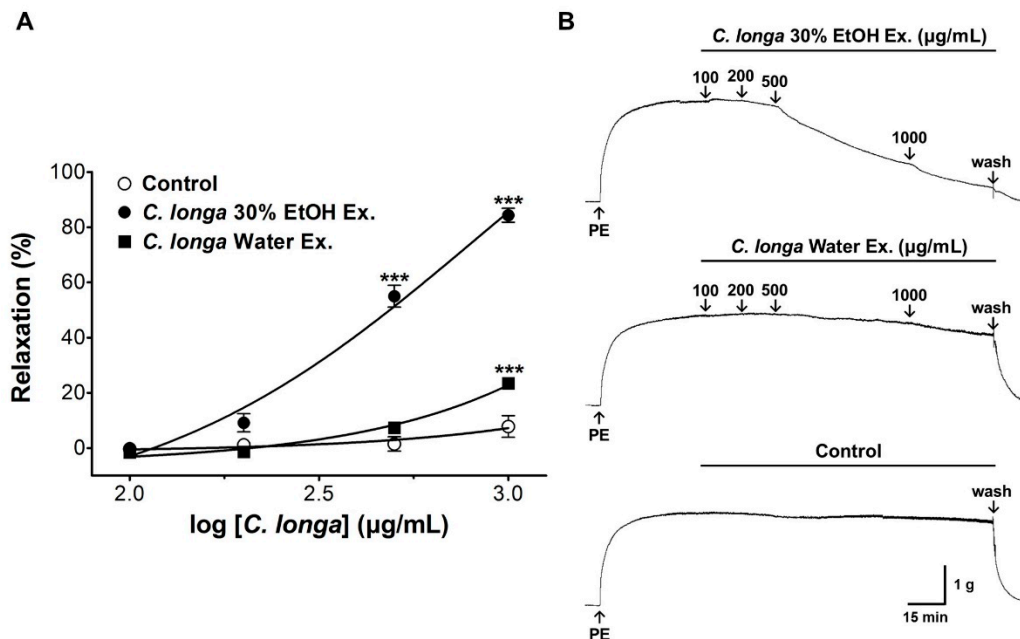 A
Relaxation (%)
100
80
60
40
20
0
Control
C. longa 30% EtOH Ex.
C. longa Water Ex.
***
***
***
2.0 2.5 3.0
log [C. longa] (µg/mL)
B
C. longa 30% EtOH Ex. (µg/mL)
100 200 500
1000
wash
PE
C. longa Water Ex. (µg/mL)
100 200 500 1000
wash
PE
Control
wash
PE
1 g
15 min